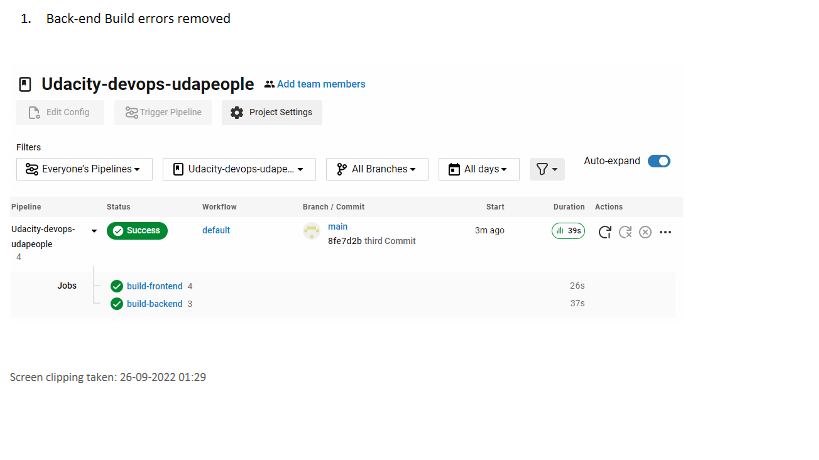 1. Back-end Build errors removed
Udacity-devops-udapeople Add team members
Edit Config Trigger Pipeline Project Settings
Filters
Everyone's Pipelines Udacity-devops-udape... All Branches All days Auto-expand
Pipeline Status Workflow Branch / Commit Start Duration Actions
Udacity-devops-udapeople Success default main 3m ago 39s
8fe7d2b third Commit
4
Jobs build-frontend 4 26s
build-backend 3 37s
Screen clipping taken: 26-09-2022 01:29